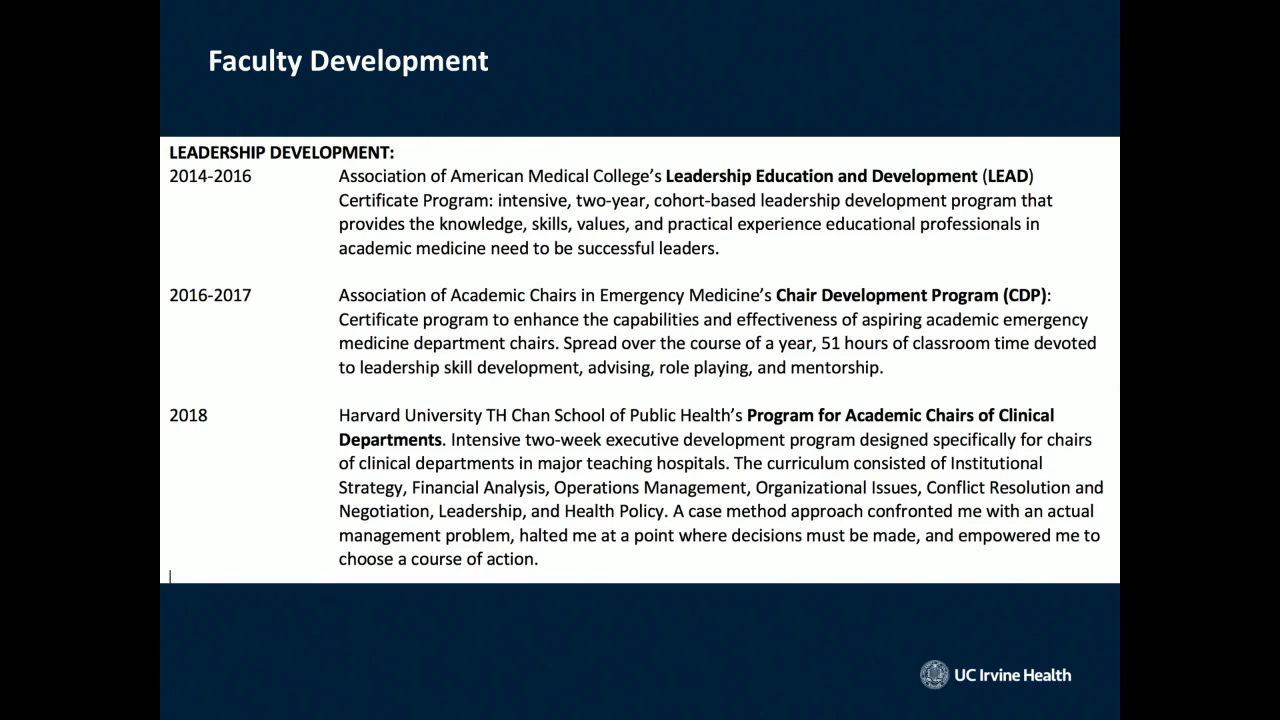 Faculty Development
LEADERSHIP DEVELOPMENT:
2014-2016 Association of American Medical College’s Leadership Education and Development (LEAD)
Certificate Program: intensive, two-year, cohort-based leadership development program that
provides the knowledge, skills, values, and practical experience educational professionals in
academic medicine need to be successful leaders.
2016-2017 Association of Academic Chairs in Emergency Medicine’s Chair Development Program (CDP):
Certificate program to enhance the capabilities and effectiveness of aspiring academic emergency
medicine department chairs. Spread over the course of a year, 51 hours of classroom time devoted
to leadership skill development, advising, role playing, and mentorship.
2018 Harvard University TH Chan School of Public Health’s Program for Academic Chairs of Clinical
Departments. Intensive two-week executive development program designed specifically for chairs
of clinical departments in major teaching hospitals. The curriculum consisted of Institutional
Strategy, Financial Analysis, Operations Management, Organizational Issues, Conflict Resolution and
Negotiation, Leadership, and Health Policy. A case method approach confronted me with an actual
management problem, halted me at a point where decisions must be made, and empowered me to
choose a course of action.
UC Irvine Health